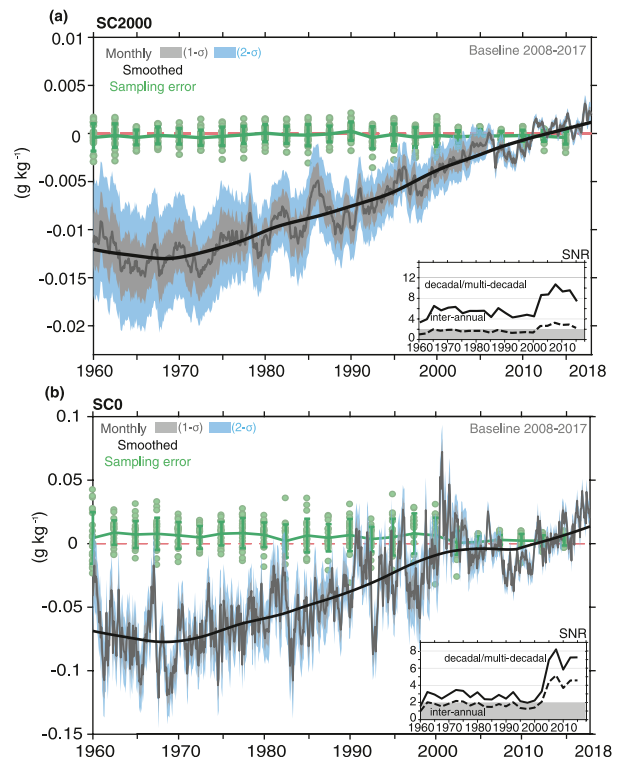 (a) SC2000
0.01
Monthly (1-σ) (2-σ) Baseline 2008-2017
Smoothed
Sampling error
0.005
0
-0.005
-0.01
-0.015
-0.02
(g kg⁻¹)
SNR
12
8
4
0
decadal/multi-decadal
inter-annual
1960 1970 1980 1990 2000 2010
1960 1970 1980 1990 2000 2010 2018
(b) SC0
0.1
Monthly (1-σ) (2-σ) Baseline 2008-2017
Smoothed
Sampling error
0.05
0
-0.05
-0.1
-0.15
(g kg⁻¹)
SNR
8
6
4
2
0
decadal/multi-decadal
inter-annual
1960 1970 1980 1990 2000 2010
1960 1970 1980 1990 2000 2010 2018